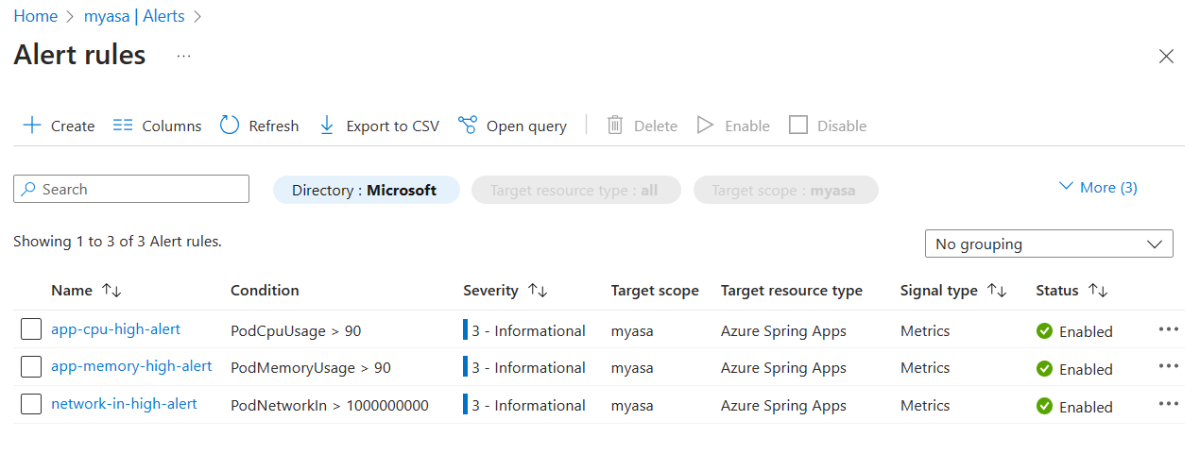 Home > myasa | Alerts >
Alert rules ...
Create Columns Refresh Export to CSV Open query Delete Enable Disable
Search Directory : Microsoft Target resource type : all Target scope : myasa More (3)
Showing 1 to 3 of 3 Alert rules.
No grouping
Name ↑↓ Condition Severity ↑↓ Target scope Target resource type Signal type ↑↓ Status ↑↓
app-cpu-high-alert PodCpuUsage > 90 3 - Informational myasa Azure Spring Apps Metrics Enabled ...
app-memory-high-alert PodMemoryUsage > 90 3 - Informational myasa Azure Spring Apps Metrics Enabled ...
network-in-high-alert PodNetworkIn > 1000000000 3 - Informational myasa Azure Spring Apps Metrics Enabled ...